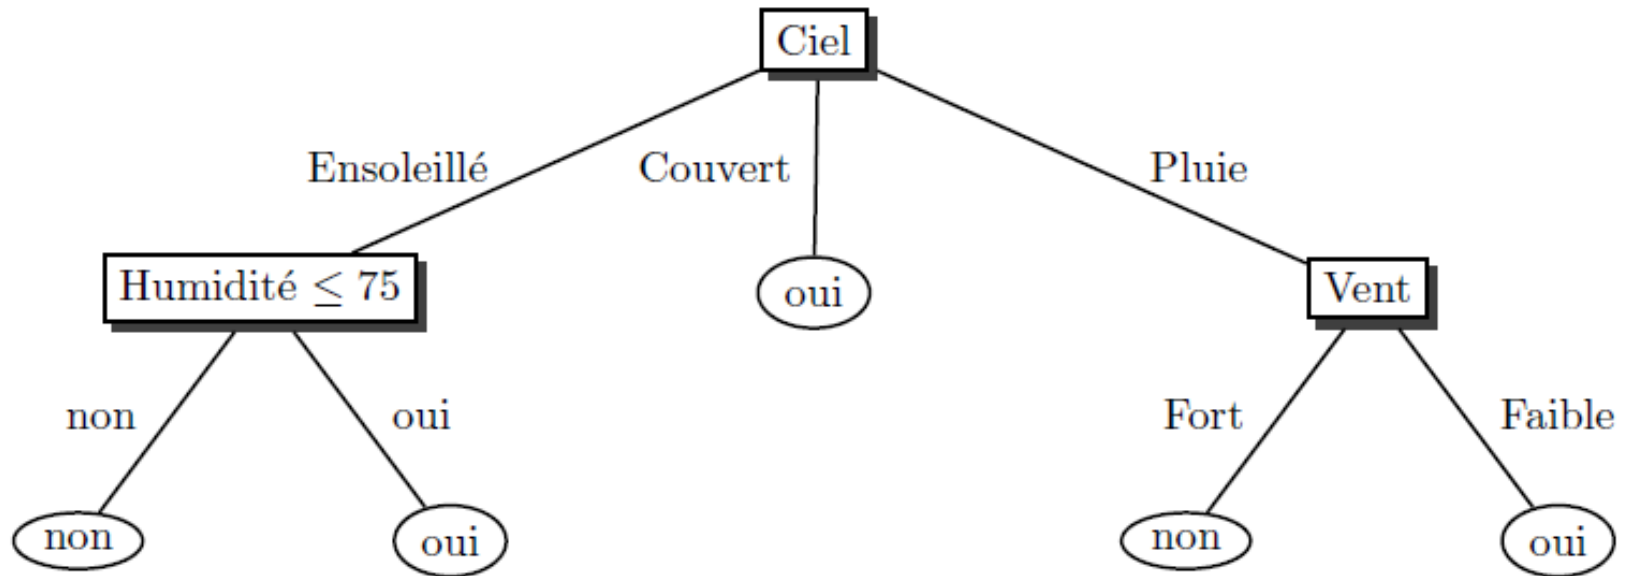 Ciel
Ensoleillé Couvert Pluie
Humidité ≤ 75 oui Vent
non oui Fort Faible
non oui non oui